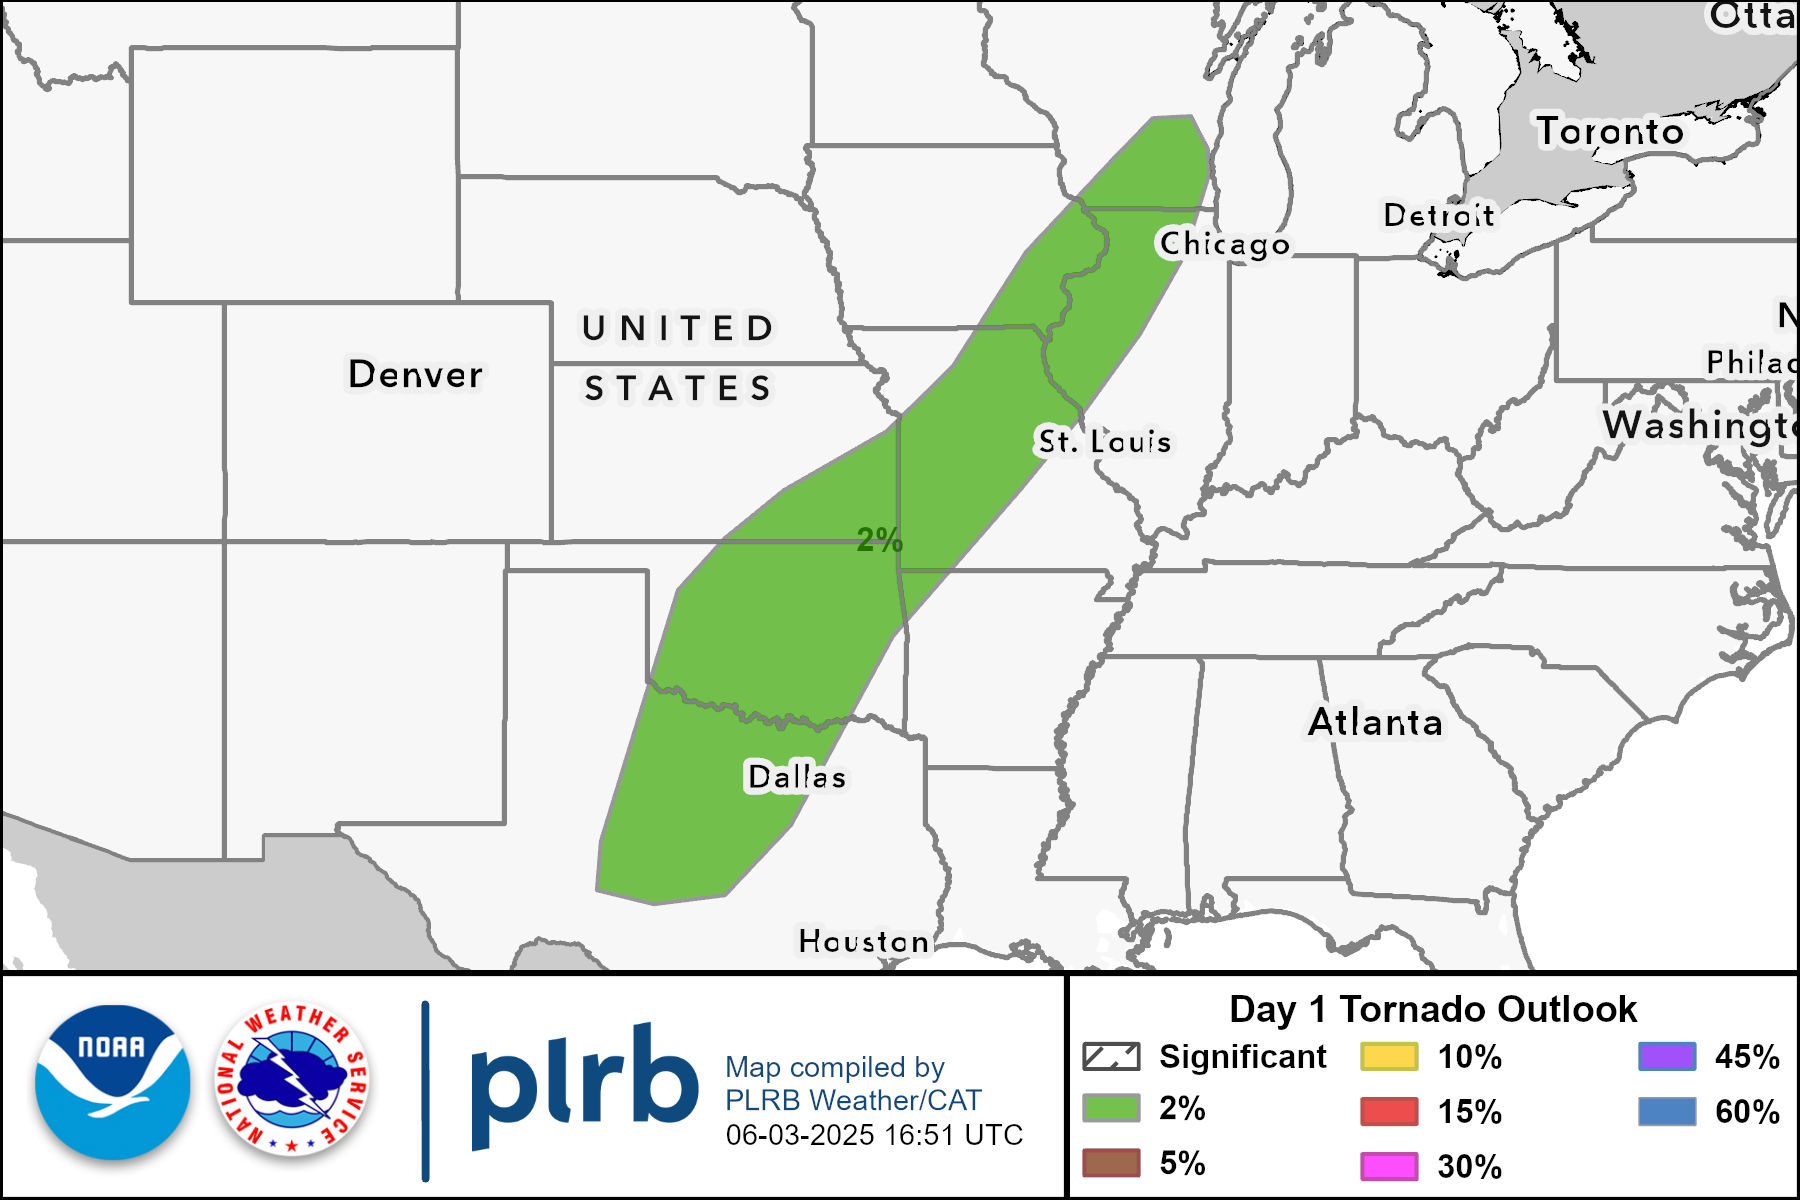 Otta
Toronto
Detroit
Chicago
UNITED
STATES
N
Philad
Denver
Washingto
St. Louis
2%
Atlanta
Dallas
Houston
NOAA
NATIONAL WEATHER SERVICE
plrb
Map compiled by
PLRB Weather/CAT
06-03-2025 16:51 UTC
Day 1 Tornado Outlook
Significant
2%
5%
10%
15%
30%
45%
60%